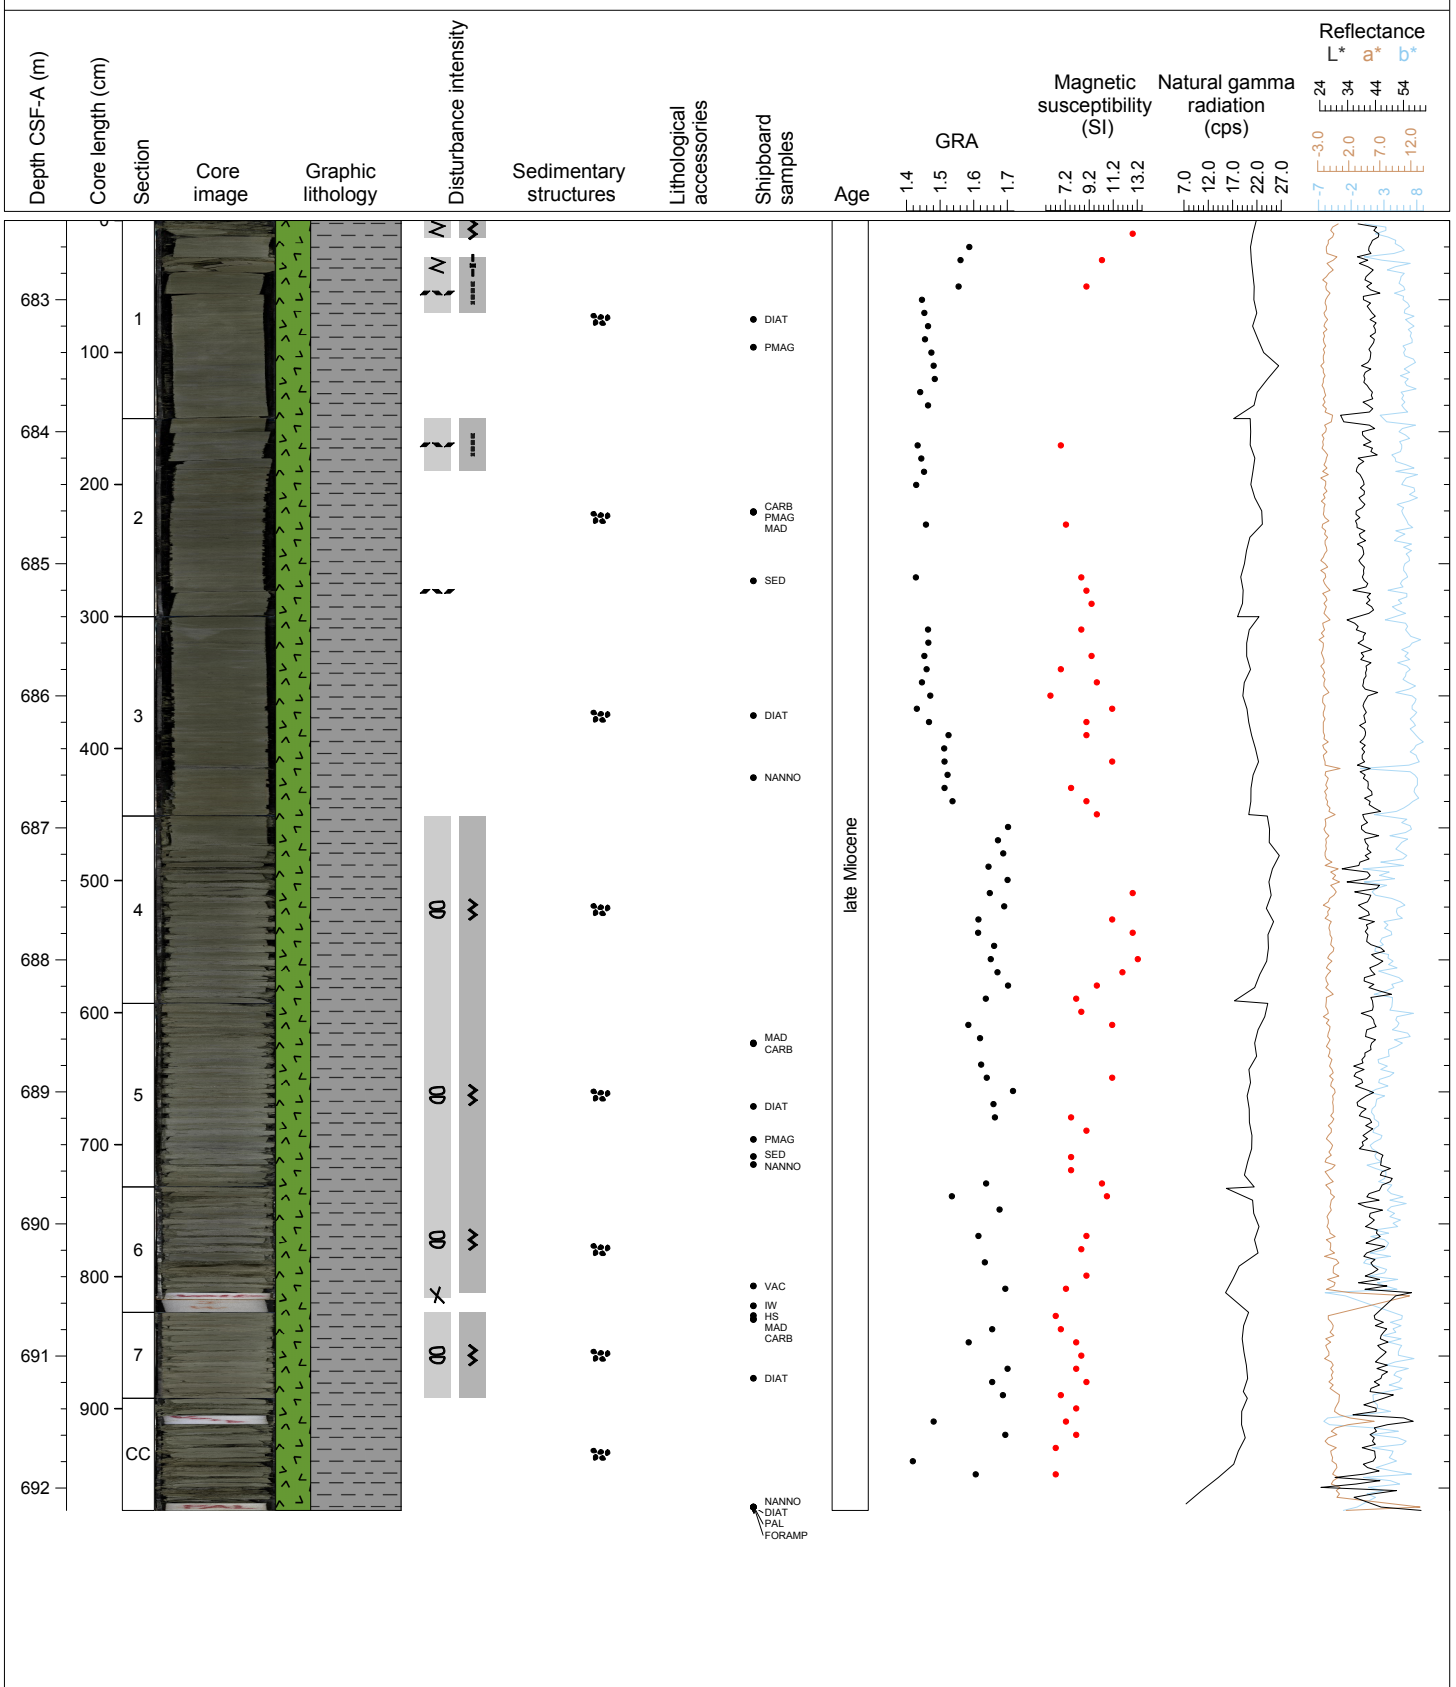 Depth CSF-A (m)
Core length (cm)
Section
Core
image
Graphic
lithology
Disturbance intensity
Sedimentary
structures
Lithological
accessories
Shipboard
samples
Age
GRA
1.4 1.5 1.6 1.7
Magnetic
susceptibility
(SI)
7.2 9.2 11.2 13.2
Natural gamma
radiation
(cps)
7.0 12.0 17.0 22.0 27.0
Reflectance
L* a* b*
24 34 44 54
-3.0 2.0 7.0 12.0
-7 -2 3 8
0
683
1
DIAT
100
PMAG
684
200
2
CARB
PMAG
MAD
685
SED
300
686
3
DIAT
400
NANNO
687
late Miocene
500
4
688
600
MAD
CARB
689
5
DIAT
700
PMAG
SED
NANNO
690
6
800
VAC
IW
HS
MAD
CARB
691
7
DIAT
900
CC
692
NANNO
DIAT
PAL
FORAMP